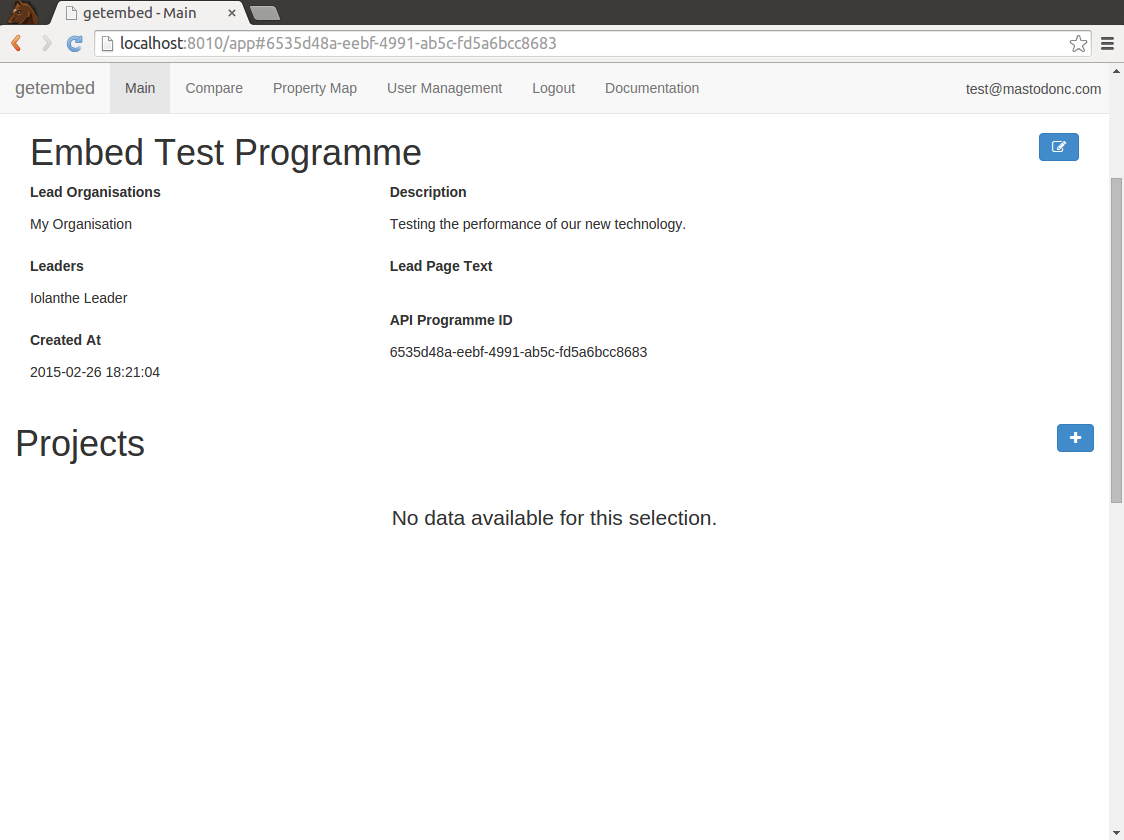 getembed - Main
localhost:8010/app#6535d48a-eebf-4991-ab5c-fd5a6bcc8683
getembed Main Compare Property Map User Management Logout Documentation test@mastodonc.com
Embed Test Programme
Lead Organisations
My Organisation
Leaders
Iolanthe Leader
Created At
2015-02-26 18:21:04
Description
Testing the performance of our new technology.
Lead Page Text
API Programme ID
6535d48a-eebf-4991-ab5c-fd5a6bcc8683
Projects
No data available for this selection.